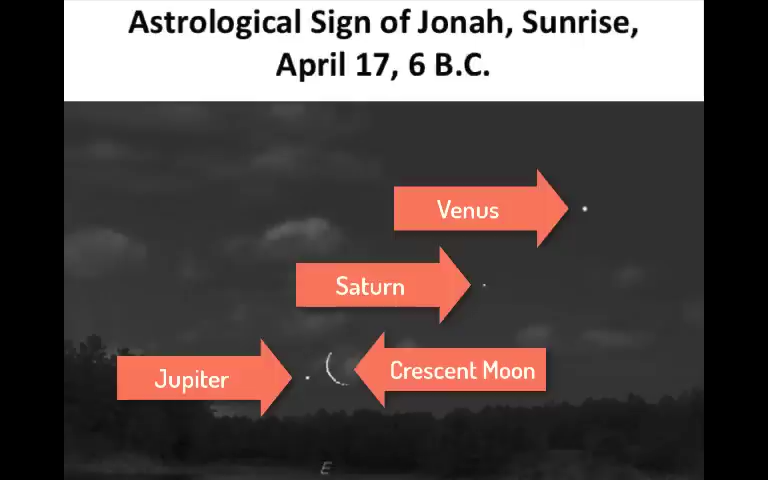 Astrological Sign of Jonah, Sunrise,
April 17, 6 B.C.
Venus
Saturn
Jupiter
Crescent Moon
E